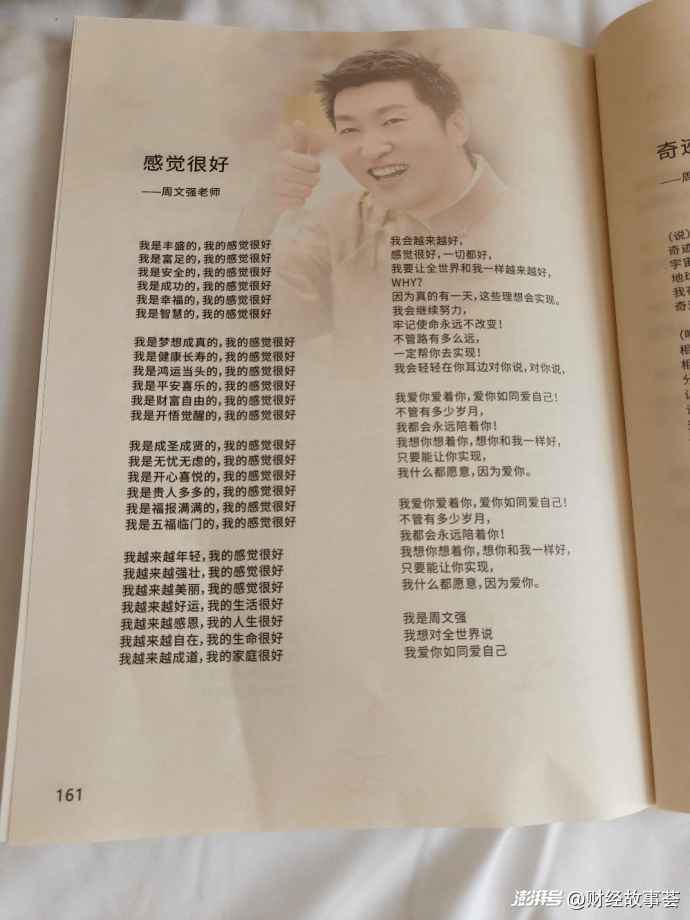 感觉很好
——周文强老师
我是丰盛的，我的感觉很好
我是富足的，我的感觉很好
我是安全的，我的感觉很好
我是成功的，我的感觉很好
我是幸福的，我的感觉很好
我是智慧的，我的感觉很好
我是梦想成真的，我的感觉很好
我是健康长寿的，我的感觉很好
我是鸿运当头的，我的感觉很好
我是平安喜乐的，我的感觉很好
我是财富自由的，我的感觉很好
我是开悟觉醒的，我的感觉很好
我是成圣成贤的，我的感觉很好
我是无忧无虑的，我的感觉很好
我是开心喜悦的，我的感觉很好
我是贵人多多的，我的感觉很好
我是福报满满的，我的感觉很好
我是五福临门的，我的感觉很好
我越来越年轻，我的感觉很好
我越来越强壮，我的感觉很好
我越来越美丽，我的感觉很好
我越来越好运，我的生活很好
我越来越感恩，我的人生很好
我越来越自在，我的生命很好
我越来越成道，我的家庭很好
我会越来越好，
感觉很好，一切都好，
我要让全世界和我一样越来越好，
WHY？
因为真的有一天，这些理想会实现。
我会继续努力，
牢记使命永远不改变！
不管路有多么远，
一定帮你去实现！
我会轻轻在你耳边对你说，对你说，
我爱你爱着你，爱你如同爱自己！
不管有多少岁月，
我都会永远陪着你！
我想你想着你，想你和我一样好，
只要能让你实现，
我什么都愿意，因为爱你。
我爱你爱着你，爱你如同爱自己！
不管有多少岁月，
我都会永远陪着你！
我想你想着你，想你和我一样好，
只要能让你实现，
我什么都愿意，因为爱你。
我是周文强
我想对全世界说
我爱你如同爱自己
161
奇
（说）
奇迹
宇宙
地球
我
奇
相
相
澎湃号 @财经故事荟